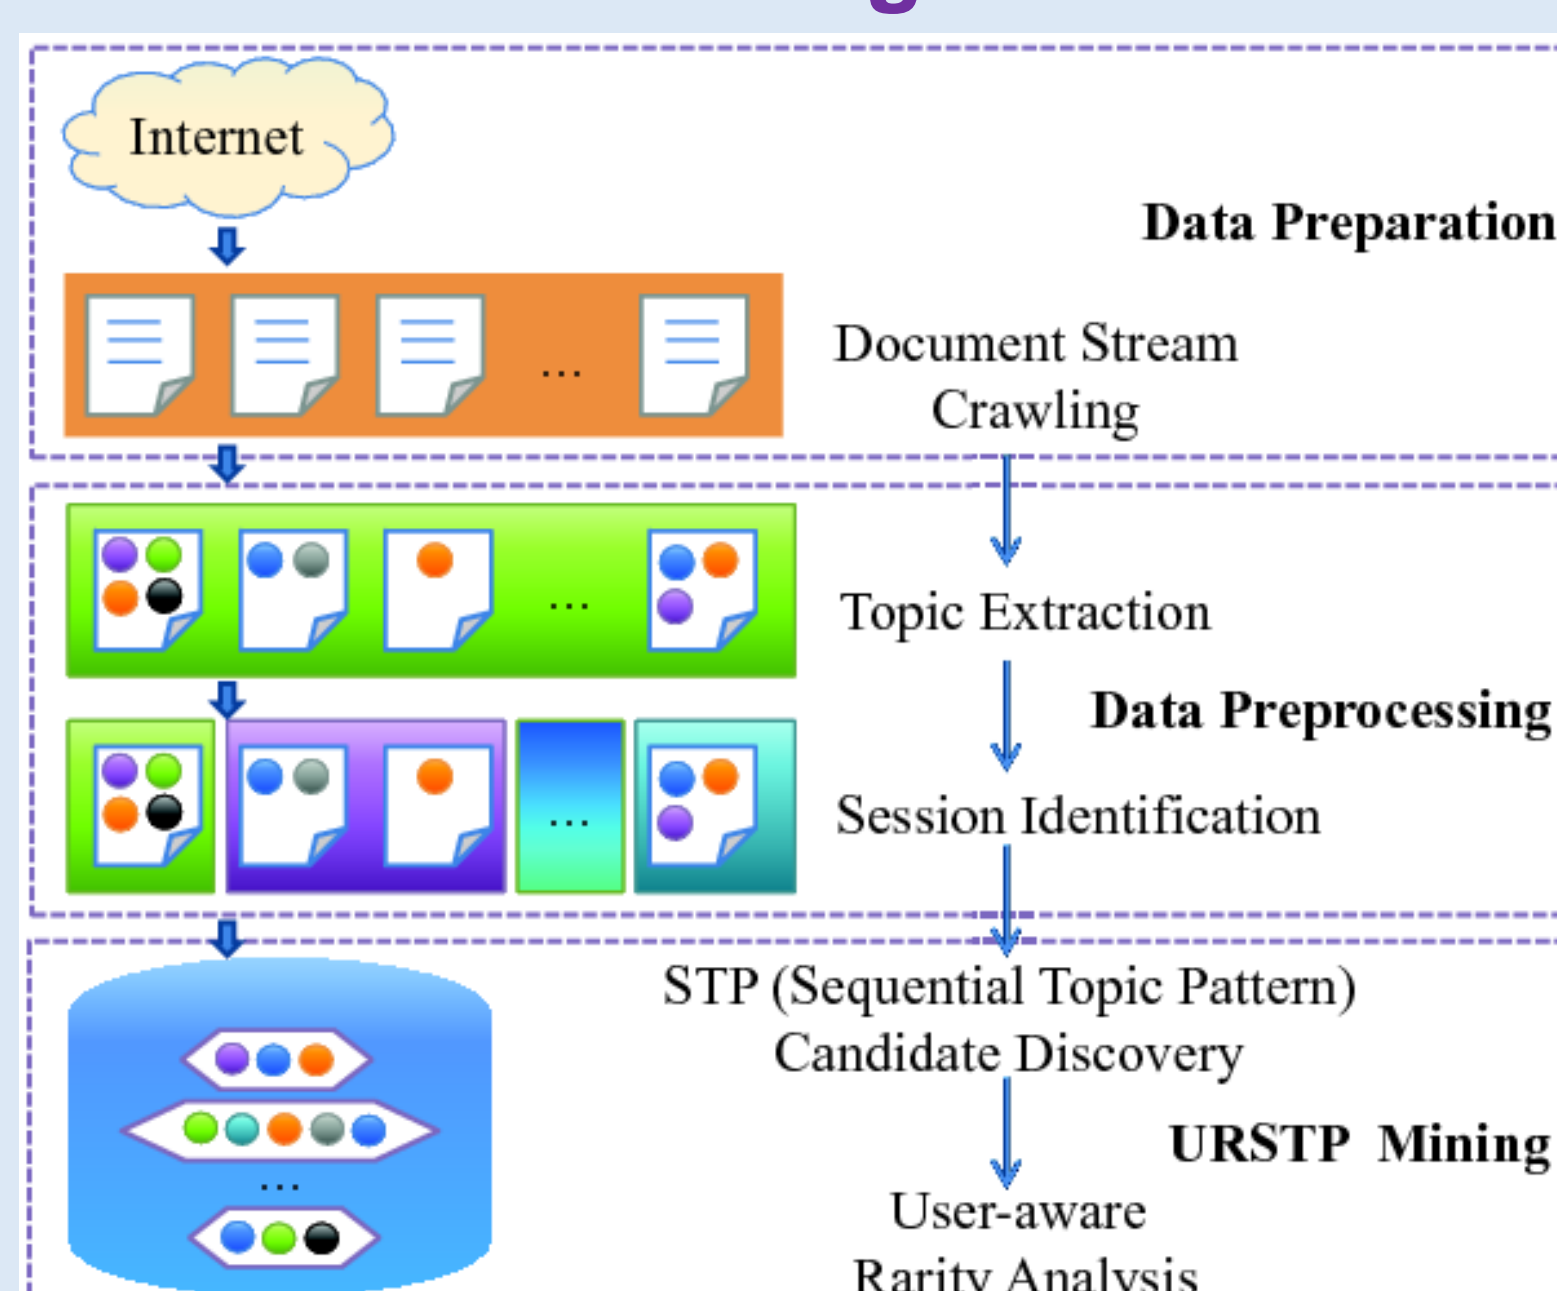 Internet
Data Preparation
Document Stream
Crawling
...
Topic Extraction
...
Data Preprocessing
Session Identification
...
STP (Sequential Topic Pattern)
Candidate Discovery
URSTP Mining
...
User-aware
Rarity Analysis